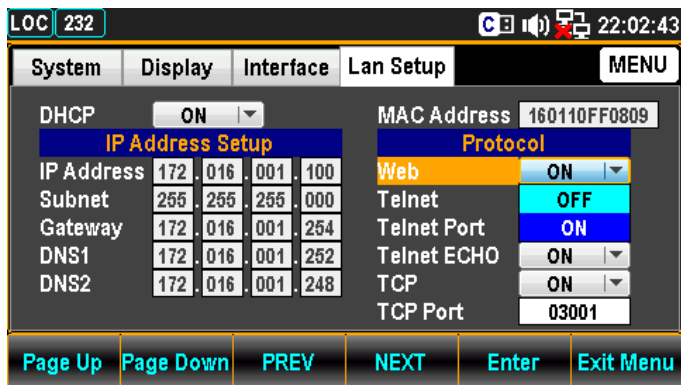 LOC 232 C 22:02:43
System Display Interface Lan Setup MENU
DHCP ON MAC Address 160110FF0809
IP Address Setup Protocol
IP Address 172 . 016 . 001 . 100 Web ON
Subnet 255 . 255 . 255 . 000 Telnet OFF
Gateway 172 . 016 . 001 . 254 Telnet Port ON
DNS1 172 . 016 . 001 . 252 Telnet ECHO ON
DNS2 172 . 016 . 001 . 248 TCP ON
TCP Port 03001
Page Up Page Down PREV NEXT Enter Exit Menu